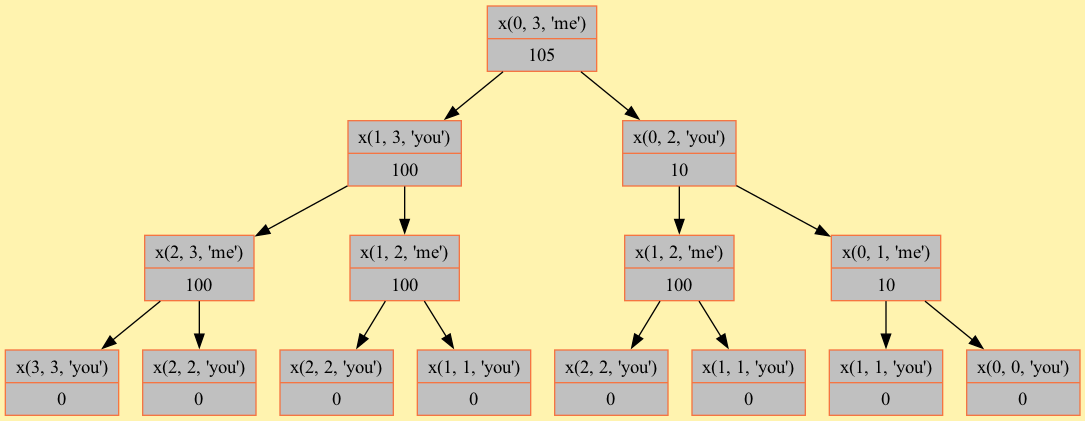 x(0, 3, 'me')
105
x(1, 3, 'you')
100
x(0, 2, 'you')
10
x(2, 3, 'me')
100
x(1, 2, 'me')
100
x(1, 2, 'me')
100
x(0, 1, 'me')
10
x(3, 3, 'you')
0
x(2, 2, 'you')
0
x(2, 2, 'you')
0
x(1, 1, 'you')
0
x(2, 2, 'you')
0
x(1, 1, 'you')
0
x(1, 1, 'you')
0
x(0, 0, 'you')
0